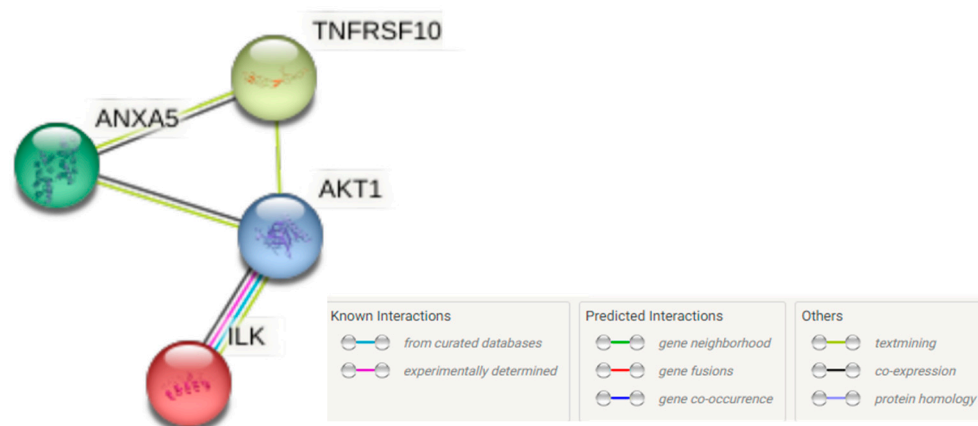 TNFRSF10
ANXA5
AKT1
ILK
Known Interactions
from curated databases
experimentally determined
Predicted Interactions
gene neighborhood
gene fusions
gene co-occurrence
Others
textmining
co-expression
protein homology